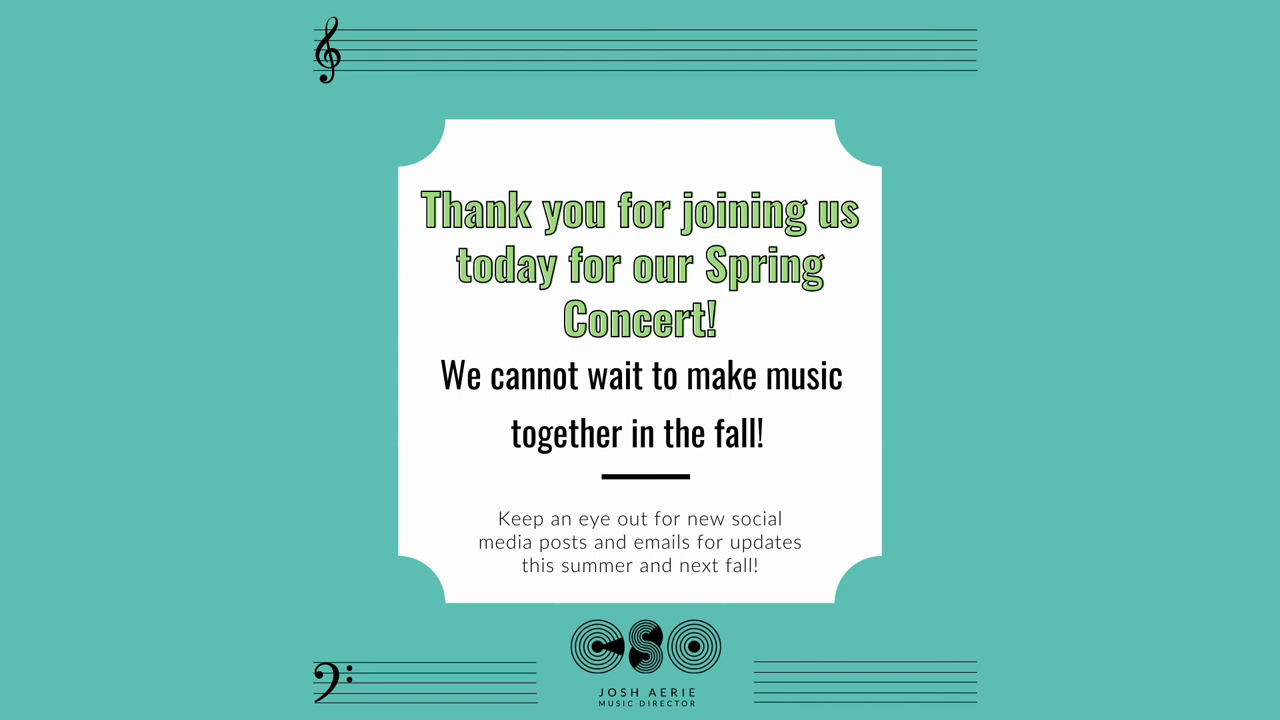 Thank you for joining us
today for our Spring
Concert!
We cannot wait to make music
together in the fall!
Keep an eye out for new social
media posts and emails for updates
this summer and next fall!
CSO
JOSH AERIE
MUSIC DIRECTOR